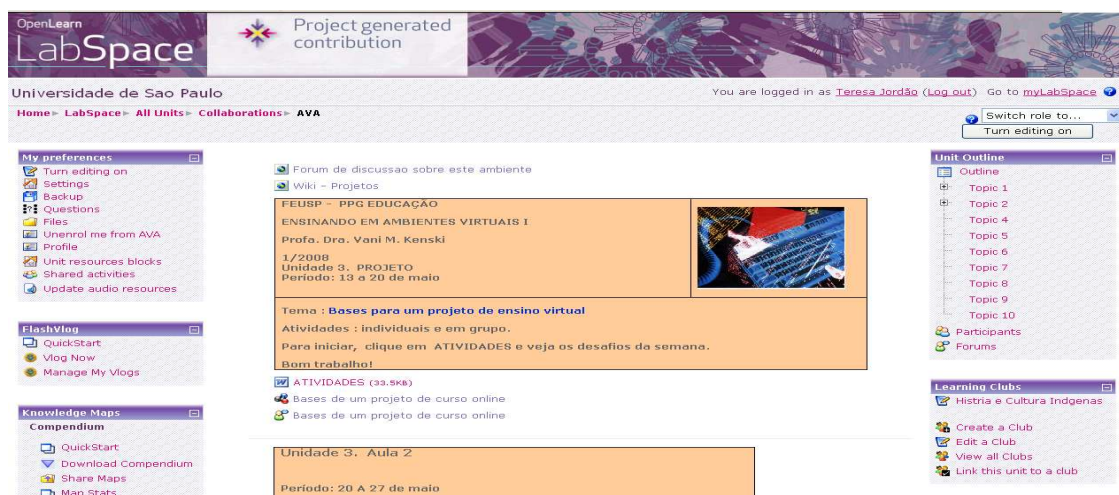 OpenLearn
LabSpace
Project generated
contribution
Universidade de Sao Paulo
You are logged in as Teresa Jordão (Log out) Go to myLabSpace
Home ► LabSpace ► All Units ► Collaborations ► AVA
Switch role to...
Turn editing on
My preferences
Turn editing on
Settings
Backup
Questions
Files
Unenrol me from AVA
Profile
Unit resources blocks
Shared activities
Update audio resources
FlashVlog
QuickStart
Vlog Now
Manage My Vlogs
Knowledge Maps
Compendium
QuickStart
Download Compendium
Share Maps
Map Stats
Forum de discussao sobre este ambiente
Wiki - Projetos
FEUSP - PPG EDUCAÇÃO
ENSINANDO EM AMBIENTES VIRTUAIS I
Profa. Dra. Vani M. Kenski
1/2008
Unidade 3. PROJETO
Período: 13 a 20 de maio
Tema : Bases para um projeto de ensino virtual
Atividades : individuais e em grupo.
Para iniciar, clique em ATIVIDADES e veja os desafios da semana.
Bom trabalho!
ATIVIDADES (33.5KB)
Bases de um projeto de curso online
Bases de um projeto de curso online
Unidade 3. Aula 2
Período: 20 A 27 de maio
Unit Outline
Outline
Topic 1
Topic 2
Topic 4
Topic 5
Topic 6
Topic 7
Topic 8
Topic 9
Topic 10
Participants
Forums
Learning Clubs
Histria e Cultura Indgenas
Create a Club
Edit a Club
View all Clubs
Link this unit to a club